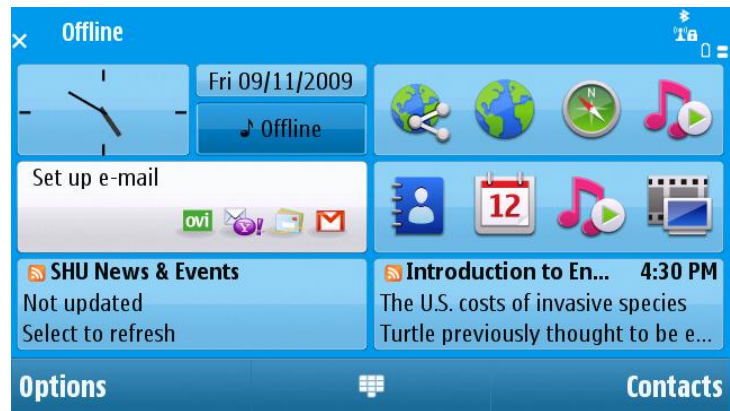 Offline
Fri 09/11/2009
Offline
Set up e-mail
ovi
Y!
N
12
SHU News & Events
Not updated
Select to refresh
Introduction to En... 4:30 PM
The U.S. costs of invasive species
Turtle previously thought to be e...
Options
Contacts